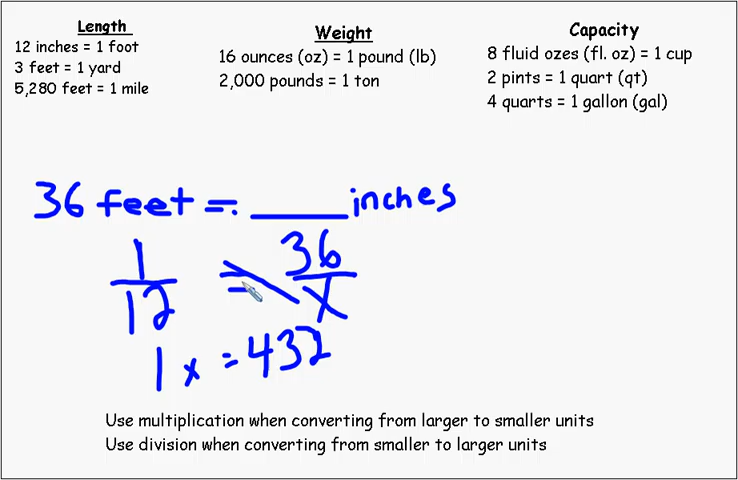 Length
12 inches = 1 foot
3 feet = 1 yard
5,280 feet = 1 mile
Weight
16 ounces (oz) = 1 pound (lb)
2,000 pounds = 1 ton
Capacity
8 fluid ozes (fl. oz) = 1 cup
2 pints = 1 quart (qt)
4 quarts = 1 gallon (gal)
36 feet = ____ inches
1/12 = 36/x
1x = 432
Use multiplication when converting from larger to smaller units
Use division when converting from smaller to larger units